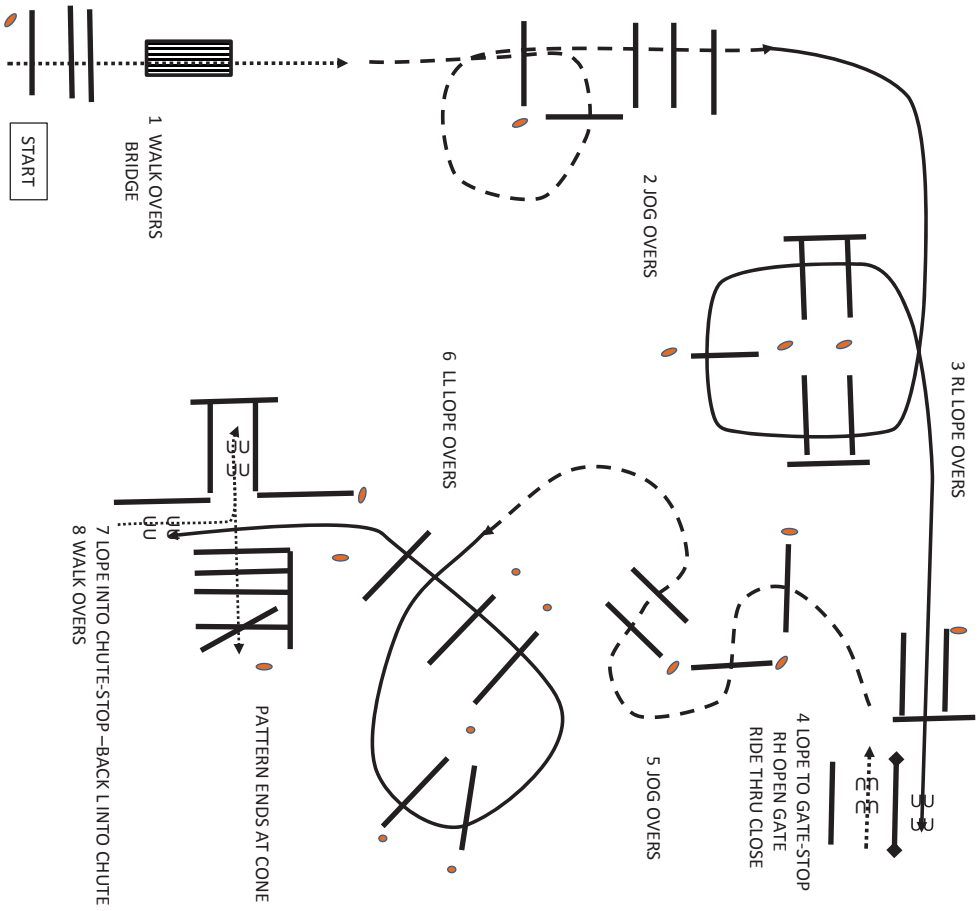 START
1 WALK OVERS
BRIDGE
2 JOG OVERS
3 RL LOPE OVERS
4 LOPE TO GATE-STOP
RH OPEN GATE
RIDE THRU CLOSE
5 JOG OVERS
6 LL LOPE OVERS
7 LOPE INTO CHUTE-STOP –BACK L INTO CHUTE
8 WALK OVERS
PATTERN ENDS AT CONE